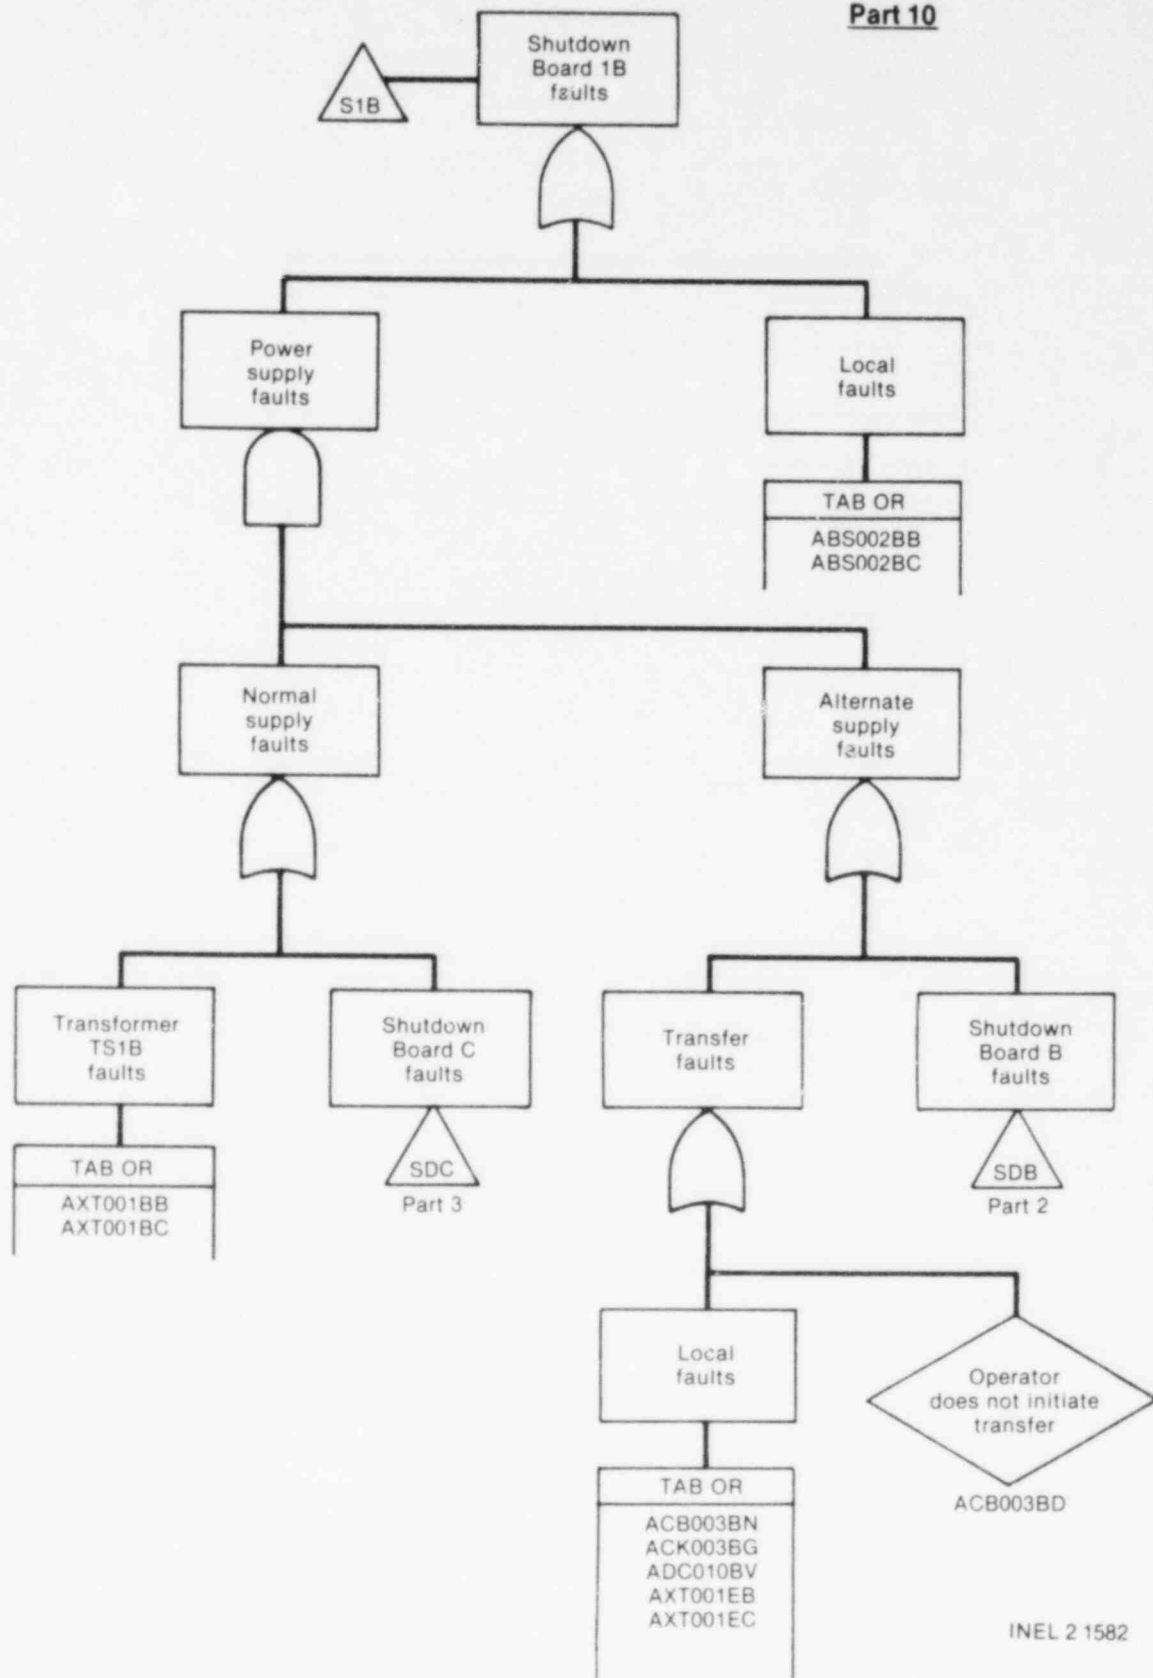 Part 10
Shutdown
Board 1B
faults
S1B
Power
supply
faults
Local
faults
TAB OR
ABS002BB
ABS002BC
Normal
supply
faults
Alternate
supply
faults
Transformer
TS1B
faults
Shutdown
Board C
faults
Transfer
faults
Shutdown
Board B
faults
TAB OR
AXT001BB
AXT001BC
SDC
Part 3
SDB
Part 2
Local
faults
Operator
does not initiate
transfer
ACB003BD
TAB OR
ACB003BN
ACK003BG
ADC010BV
AXT001EB
AXT001EC
INEL 2 1582